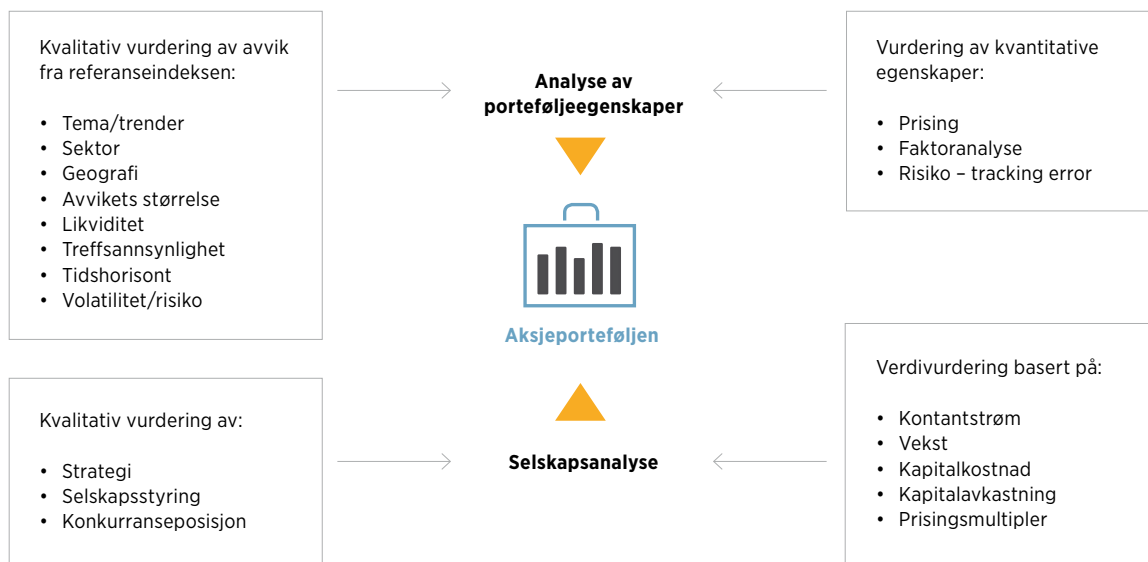 Kvalitativ vurdering av avvik
fra referanseindeksen:
• Tema/trender
• Sektor
• Geografi
• Avvikets størrelse
• Likviditet
• Treffsannsynlighet
• Tidshorisont
• Volatilitet/risiko
Analyse av
porteføljeegenskaper
Vurdering av kvantitative
egenskaper:
• Prising
• Faktoranalyse
• Risiko – tracking error
Aksjeporteføljen
Kvalitativ vurdering av:
• Strategi
• Selskapsstyring
• Konkurranseposisjon
Selskapsanalyse
Verdivurdering basert på:
• Kontantstrøm
• Vekst
• Kapitalkostnad
• Kapitalavkastning
• Prisingsmultipler